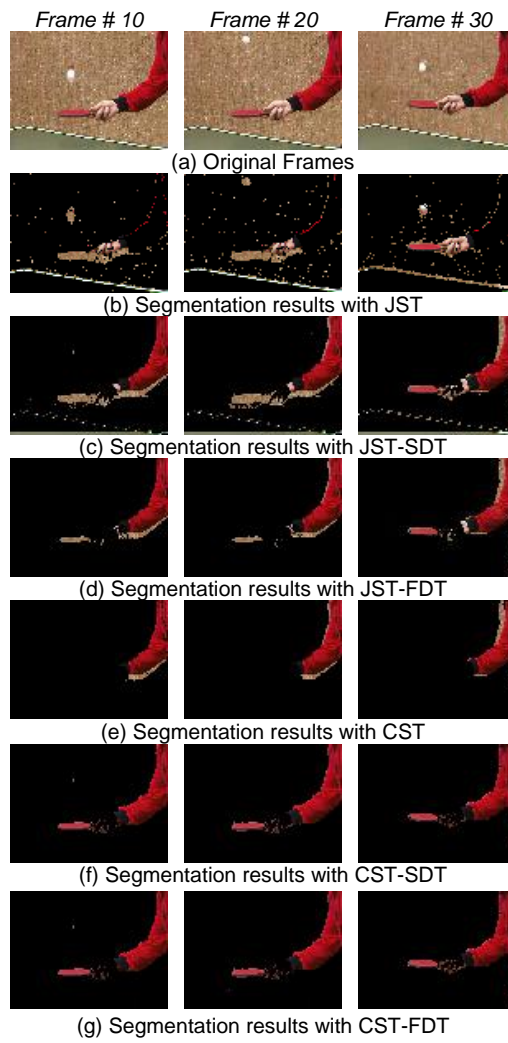 Frame # 10 Frame # 20 Frame # 30
(a) Original Frames
(b) Segmentation results with JST
(c) Segmentation results with JST-SDT
(d) Segmentation results with JST-FDT
(e) Segmentation results with CST
(f) Segmentation results with CST-SDT
(g) Segmentation results with CST-FDT